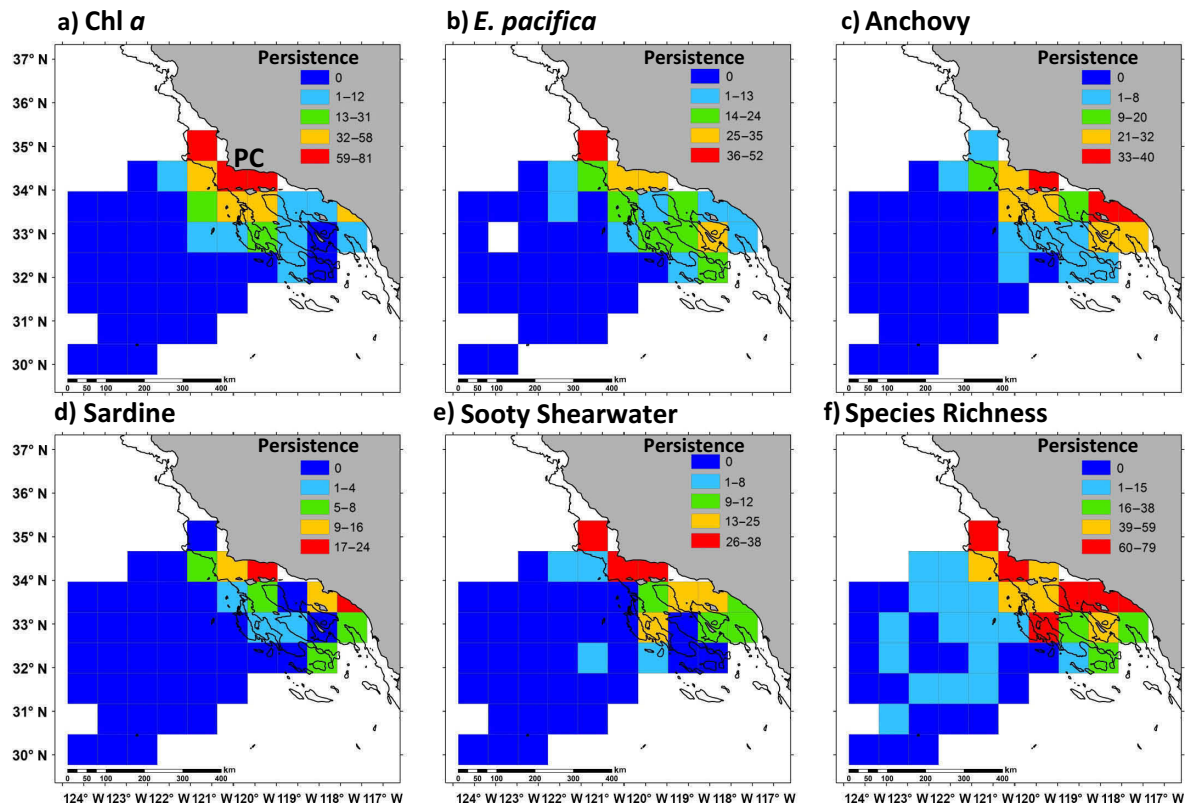 a) Chl a
Persistence
0
1–12
13–31
32–58
59–81
PC
37° N
36° N
35° N
34° N
33° N
32° N
31° N
30° N
0 50 100 200 300 400
km
b) E. pacifica
Persistence
0
1–13
14–24
25–35
36–52
0 50 100 200 300 400
km
c) Anchovy
Persistence
0
1–8
9–20
21–32
33–40
0 50 100 200 300 400
km
d) Sardine
Persistence
0
1–4
5–8
9–16
17–24
37° N
36° N
35° N
34° N
33° N
32° N
31° N
30° N
0 50 100 200 300 400
km
124° W 123° W 122° W 121° W 120° W 119° W 118° W 117° W
e) Sooty Shearwater
Persistence
0
1–8
9–12
13–25
26–38
0 50 100 200 300 400
km
124° W 123° W 122° W 121° W 120° W 119° W 118° W 117° W
f) Species Richness
Persistence
0
1–15
16–38
39–59
60–79
0 50 100 200 300 400
km
124° W 123° W 122° W 121° W 120° W 119° W 118° W 117° W